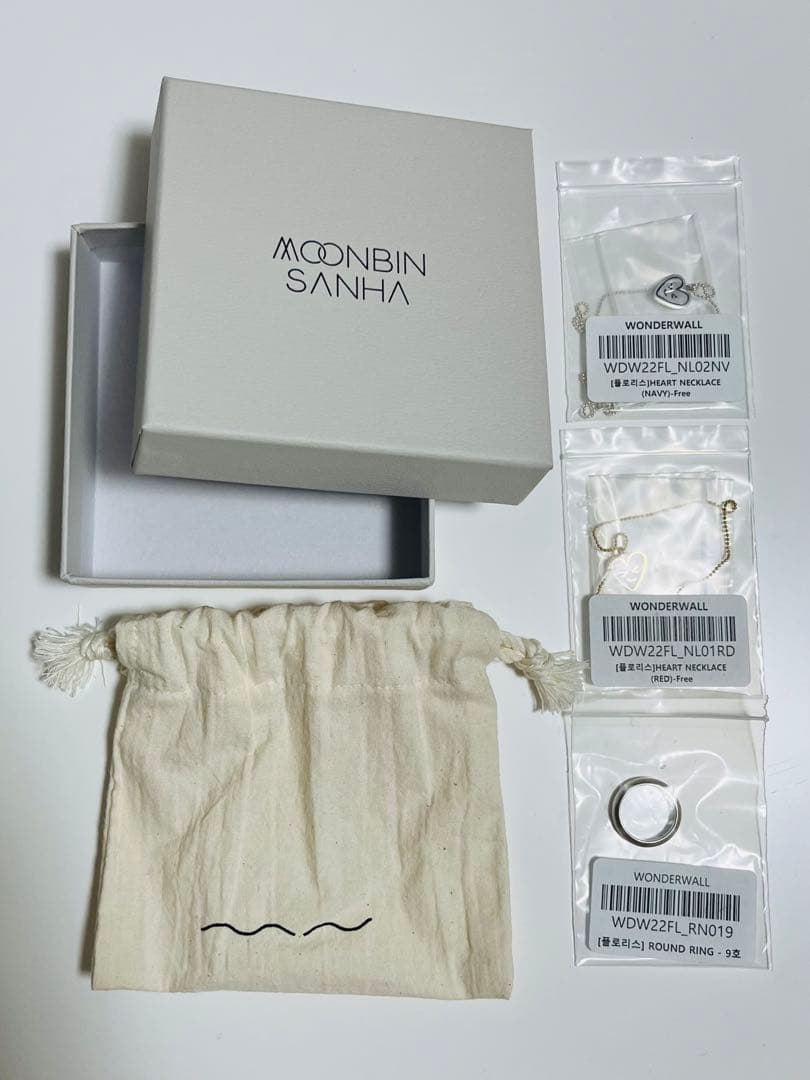 MOONBIN
SANHA
WONDERWALL
WDW22FL_NL02NV
[플로리스]HEART NECKLACE
(NAVY)-Free
WONDERWALL
WDW22FL_NL01RD
[플로리스]HEART NECKLACE
(RED)-Free
WONDERWALL
WDW22FL_RN019
[플로리스] ROUND RING - 9호